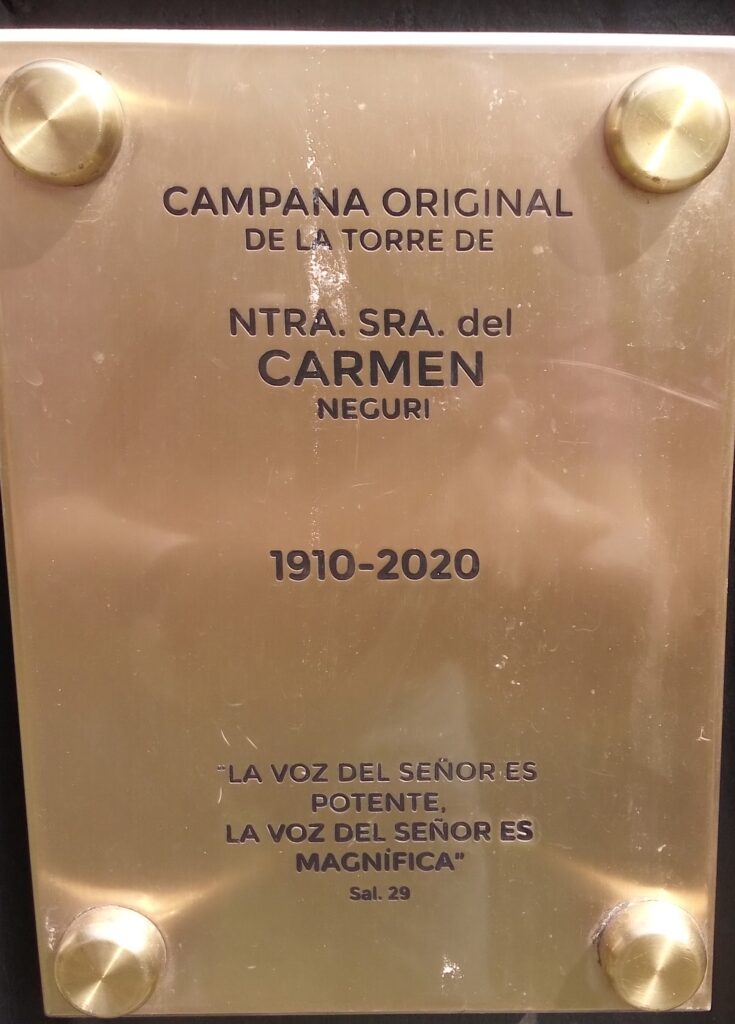 CAMPANA ORIGINAL
DE LA TORRE DE
NTRA. SRA. del
CARMEN
NEGURI
1910-2020
"LA VOZ DEL SEÑOR ES
POTENTE,
LA VOZ DEL SEÑOR ES
MAGNÍFICA"
Sal. 29